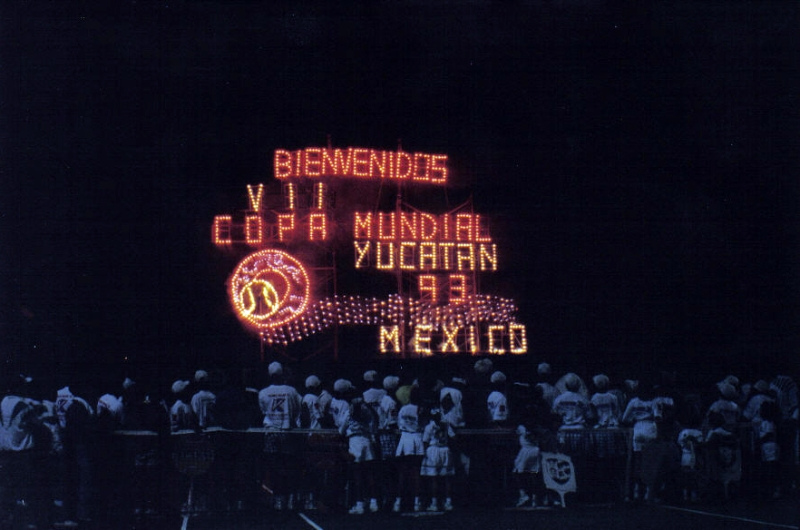 BIENVENIDOS
VII
COPA MUNDIAL
YUCATAN
93
MEXICO